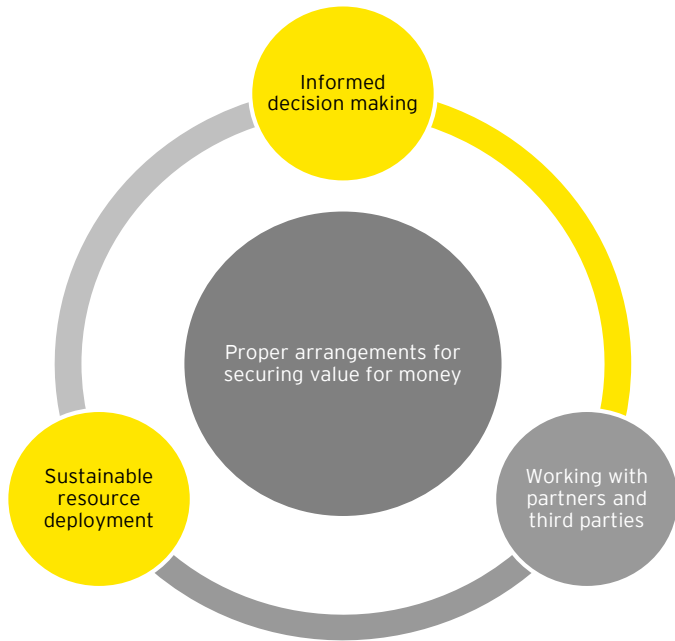 Informed
decision making
Proper arrangements for
securing value for money
Sustainable
resource
deployment
Working with
partners and
third parties